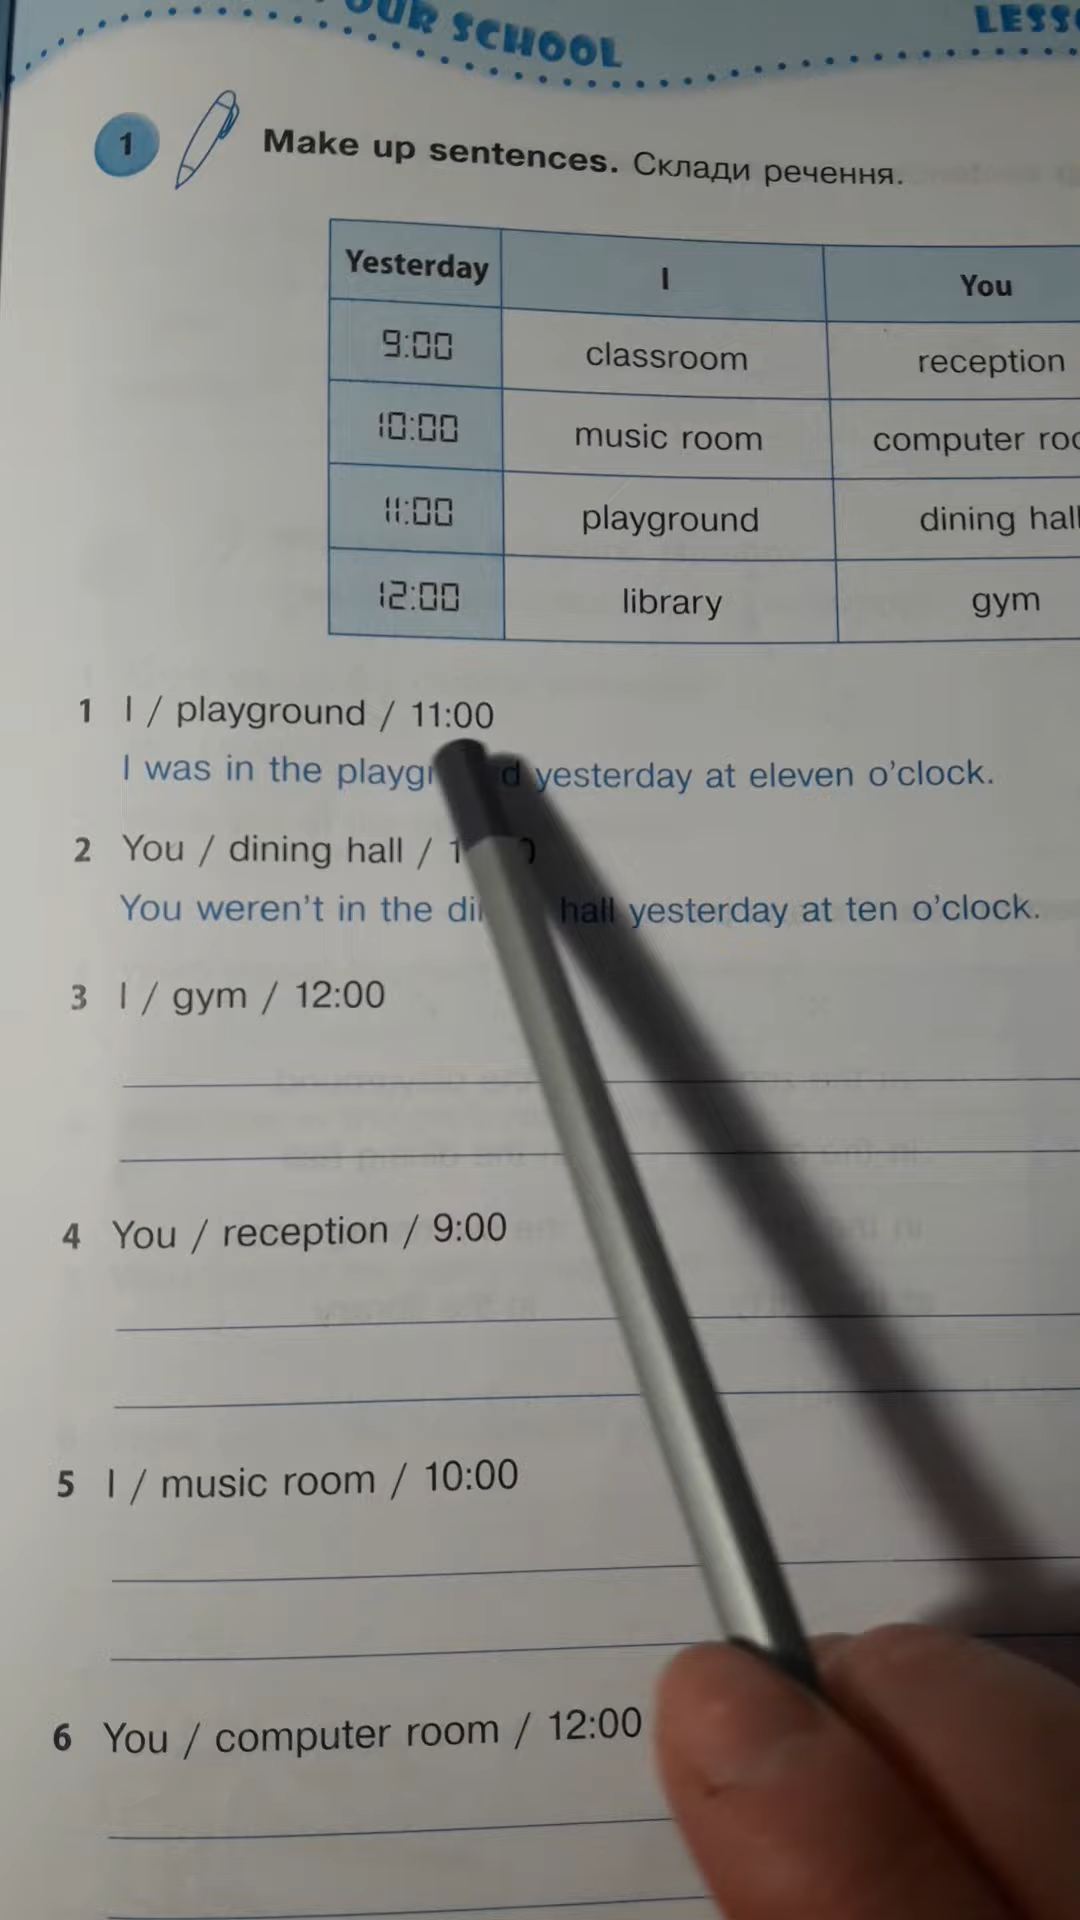 OUR SCHOOL
1 Make up sentences. Склади речення.
Yesterday I You
9:00 classroom reception
10:00 music room computer
11:00 playground dining hall
12:00 library gym
1 I / playground / 11:00
I was in the yesterday at eleven o'clock.
2 You / dining hall /
You weren't in the hall yesterday at ten o'clock.
3 I / gym / 12:00
4 You / reception / 9:00
5 I / music room / 10:00
6 You / computer room / 12:00